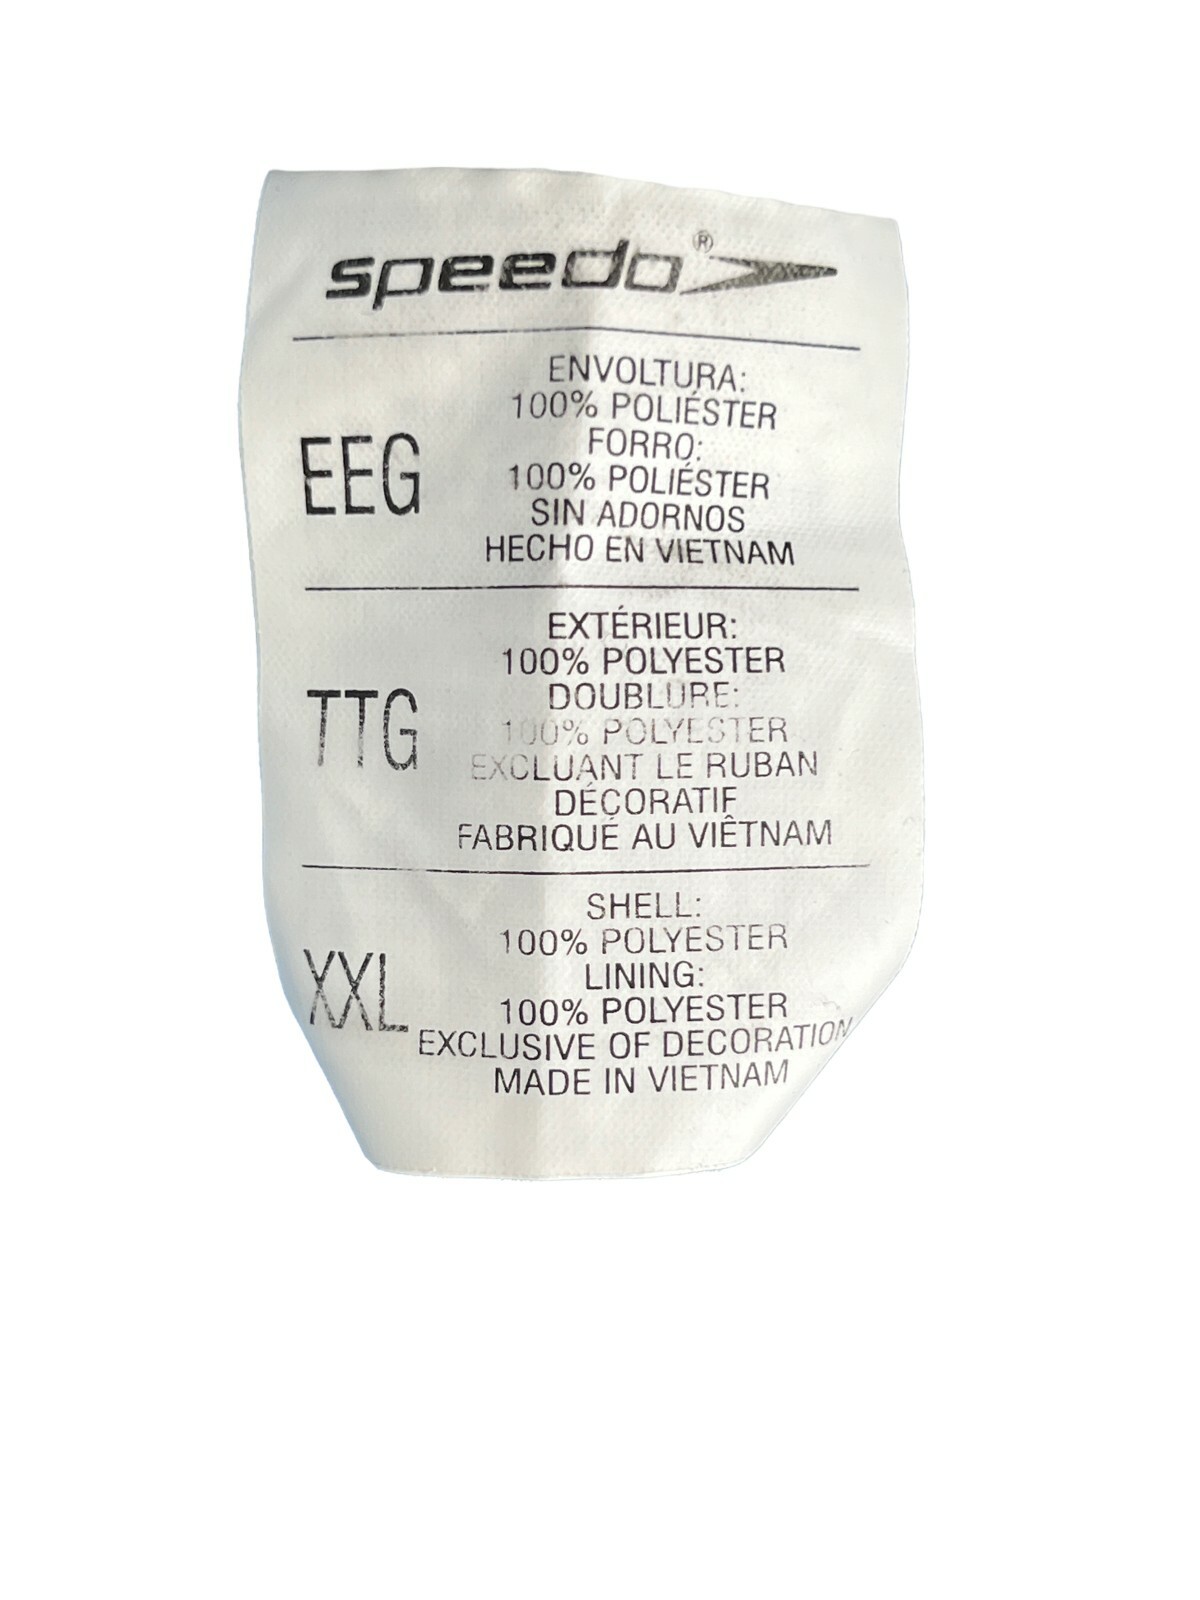 speedo®
EEG
ENVOLTURA:
100% POLIÉSTER
FORRO:
100% POLIÉSTER
SIN ADORNOS
HECHO EN VIETNAM
TTG
EXTÉRIEUR:
100% POLYESTER
DOUBLURE:
100% POLYESTER
EXCLUANT LE RUBAN
DÉCORATIF
FABRIQUÉ AU VIÊTNAM
XXL
SHELL:
100% POLYESTER
LINING:
100% POLYESTER
EXCLUSIVE OF DECORATION
MADE IN VIETNAM